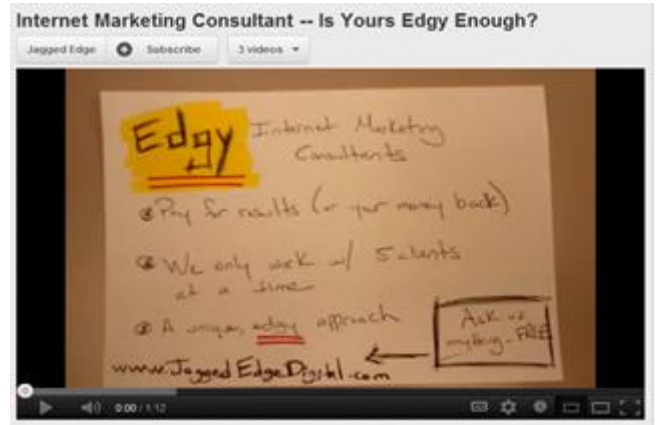 Internet Marketing Consultant -- Is Yours Edgy Enough?
Jagged Edge Subscribe 3 videos
Edgy Internet Marketing
Consultants
Pay for results (or your money back)
We only work w/ 5 clients
at a time
A unique, edgy approach
Ask us
anything - FREE
www.JaggedEdgeDigital.com
0:00 / 1:12